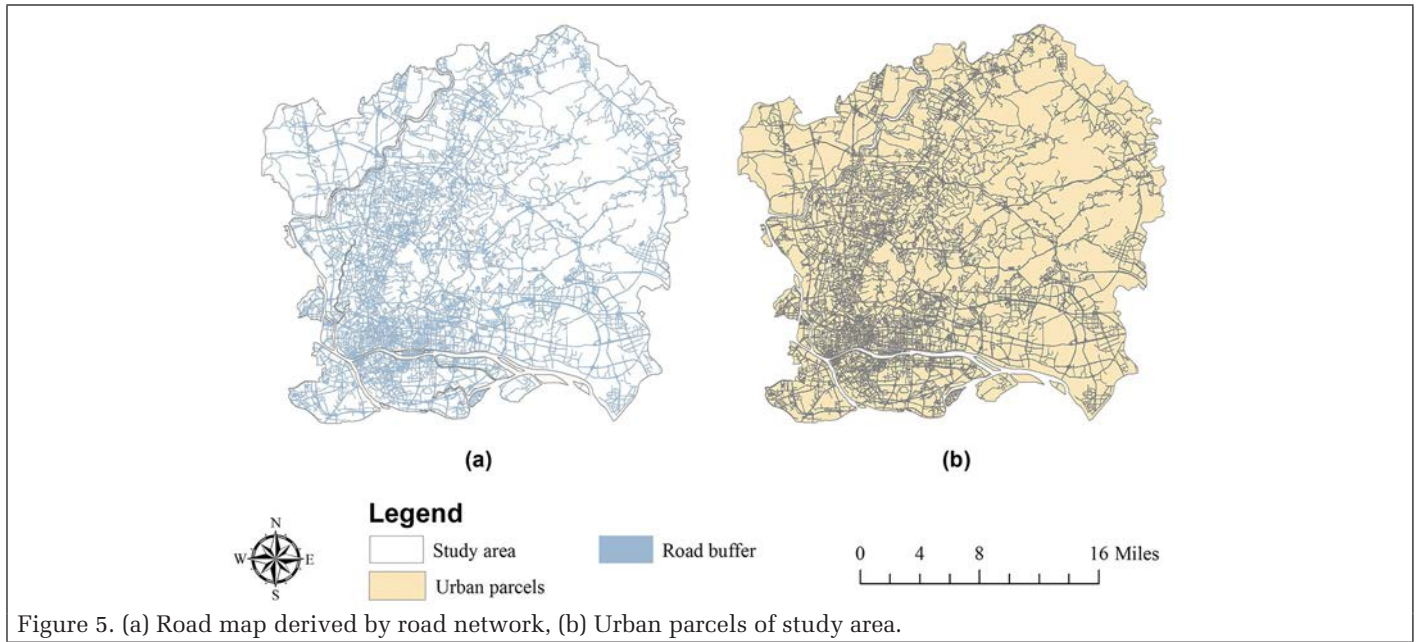 (a)
(b)
Legend
N
W
E
S
Study area
Road buffer
Urban parcels
0 4 8 16 Miles
Figure 5. (a) Road map derived by road network, (b) Urban parcels of study area.